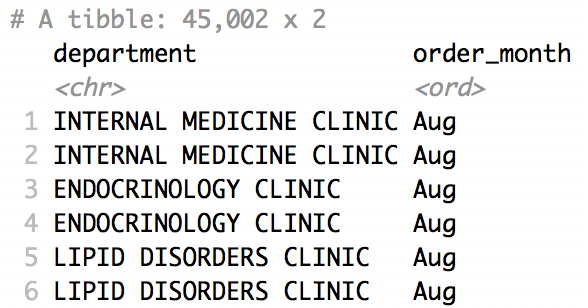 # A tibble: 45,002 x 2
department order_month
<chr> <ord>
1 INTERNAL MEDICINE CLINIC Aug
2 INTERNAL MEDICINE CLINIC Aug
3 ENDOCRINOLOGY CLINIC Aug
4 ENDOCRINOLOGY CLINIC Aug
5 LIPID DISORDERS CLINIC Aug
6 LIPID DISORDERS CLINIC Aug